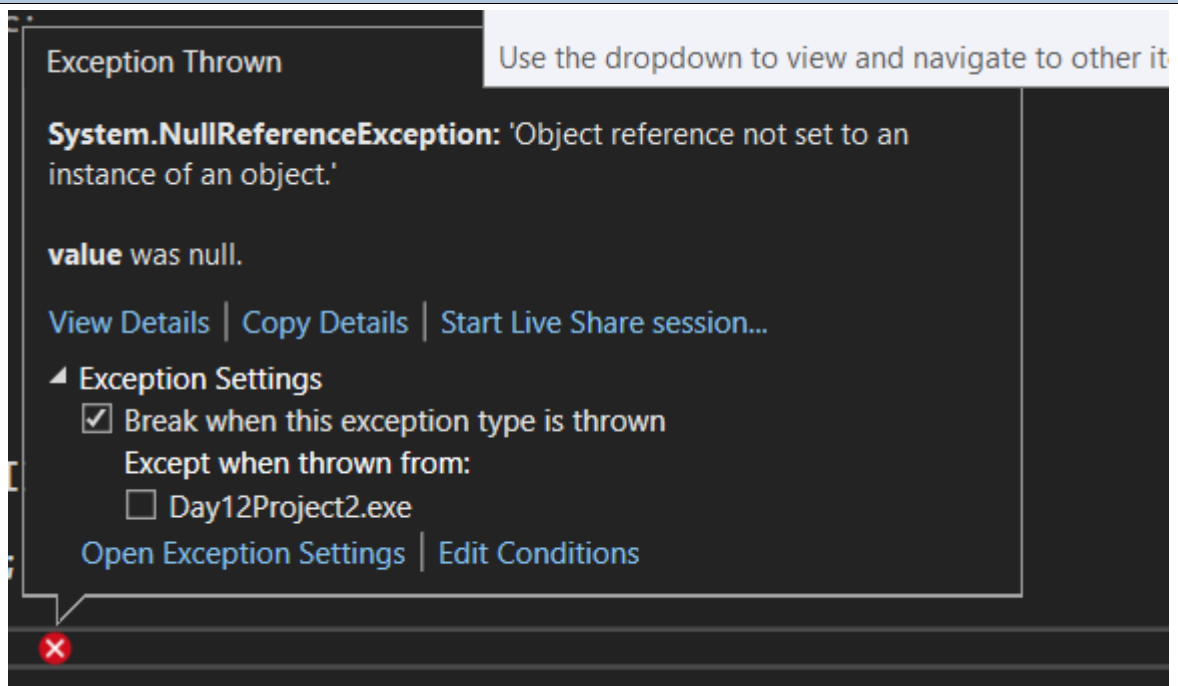 Use the dropdown to view and navigate to other it
Exception Thrown
System.NullReferenceException: 'Object reference not set to an
instance of an object.'
value was null.
View Details | Copy Details | Start Live Share session...
Exception Settings
Break when this exception type is thrown
Except when thrown from:
Day12Project2.exe
Open Exception Settings | Edit Conditions